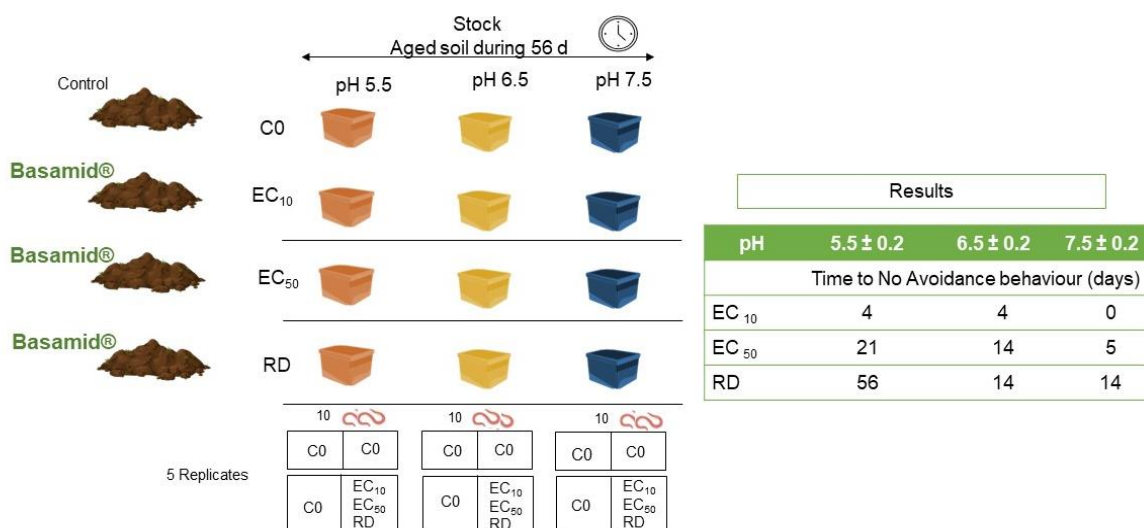 Stock
Aged soil during 56 d
Control
pH 5.5 pH 6.5 pH 7.5
C0
Basamid®
EC₁₀
Basamid®
EC₅₀
Basamid®
RD
10 10 10
C0 C0 C0 C0 C0 C0
5 Replicates
C0 EC₁₀ C0 EC₁₀ C0 EC₁₀
EC₅₀ EC₅₀ EC₅₀
RD RD RD
Results
pH 5.5 ± 0.2 6.5 ± 0.2 7.5 ± 0.2
Time to No Avoidance behaviour (days)
EC ₁₀ 4 4 0
EC ₅₀ 21 14 5
RD 56 14 14